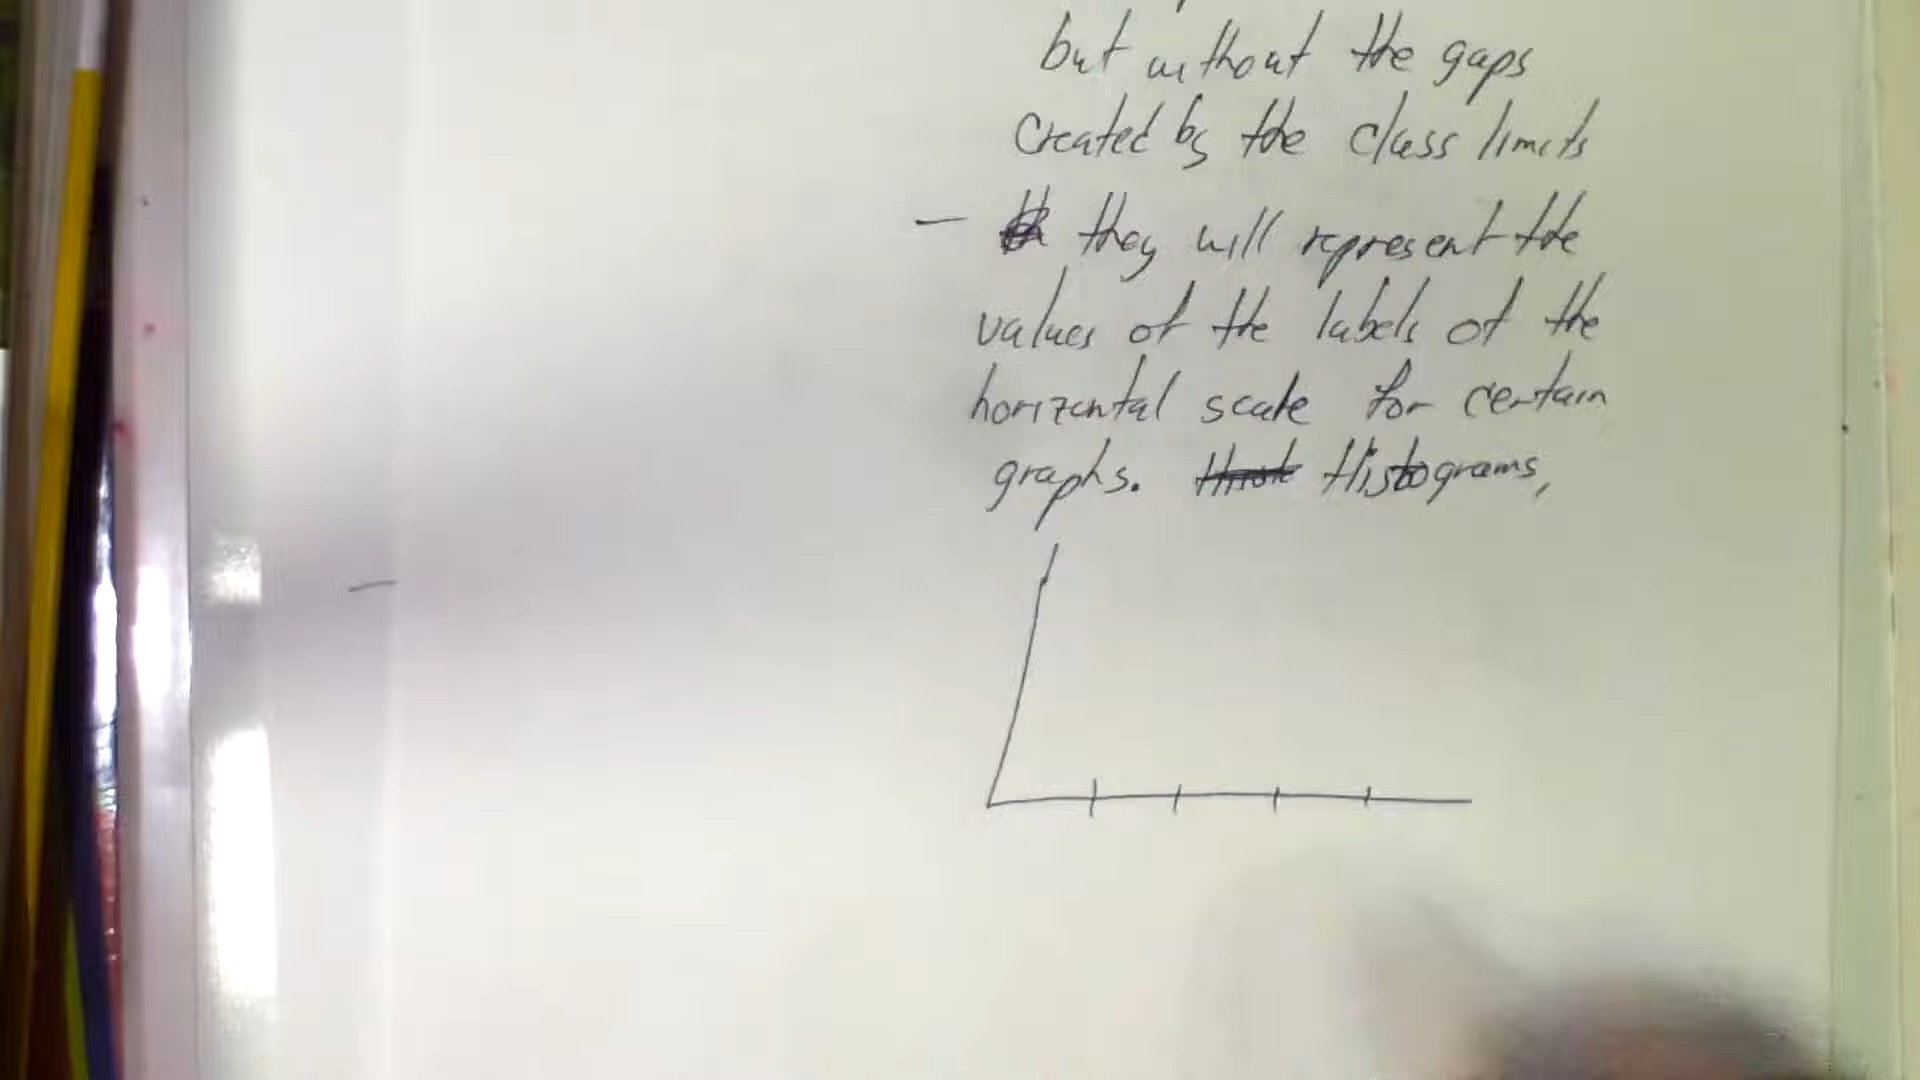 but without the gaps
created by the class limits
- they will represent the
values of the labels of the
horizontal scale for certain
graphs. Histograms,